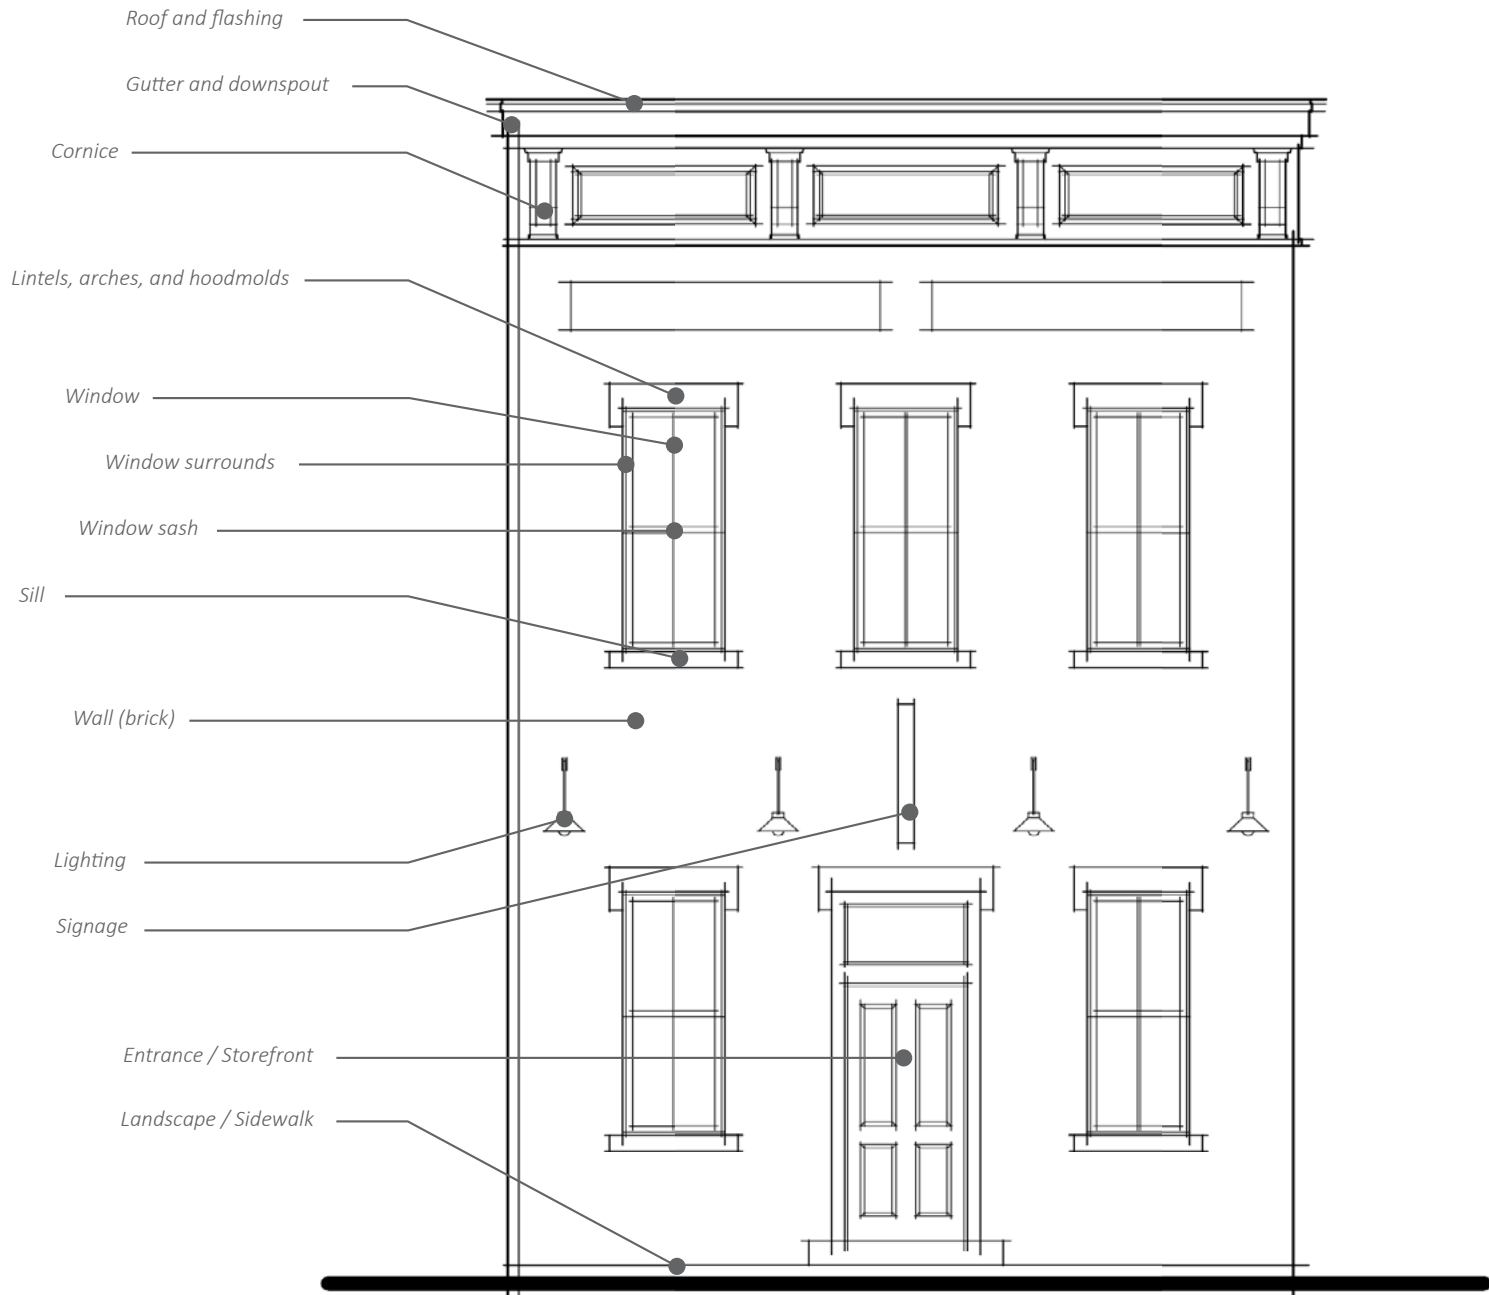 Roof and flashing
Gutter and downspout
Cornice
Lintels, arches, and hoodmolds
Window
Window surrounds
Window sash
Sill
Wall (brick)
Lighting
Signage
Entrance / Storefront
Landscape / Sidewalk